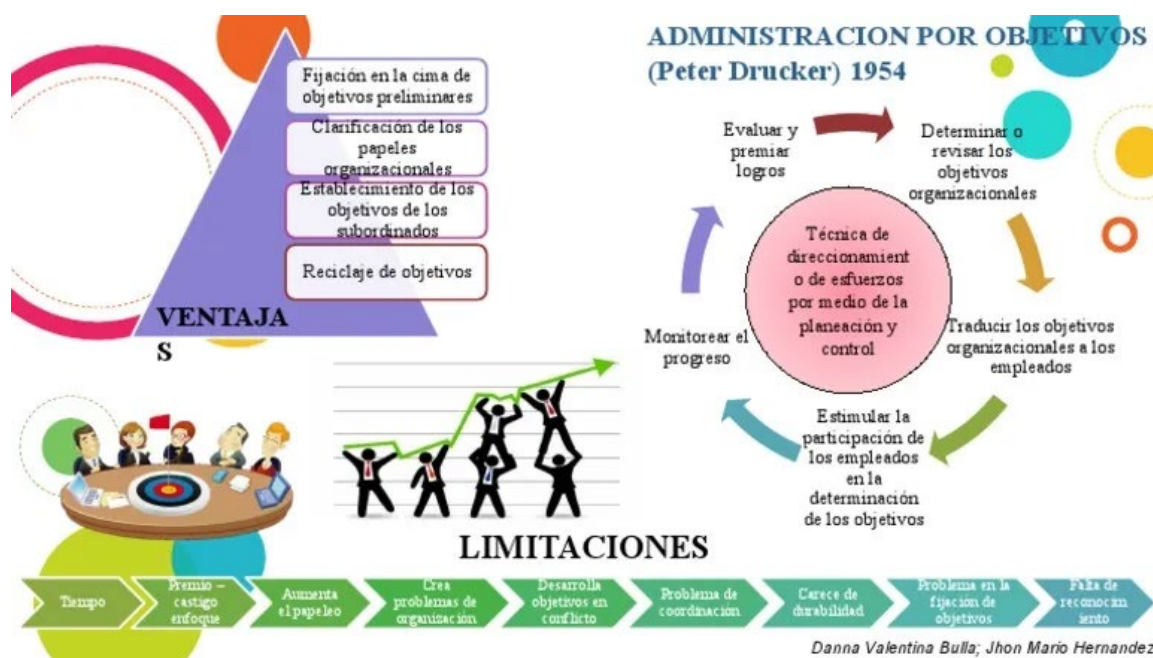 ADMINISTRACION POR OBJETIVOS
(Peter Drucker) 1954
Fijación en la cima de
objetivos preliminares
Clarificación de los
papeles
organizacionales
Establecimiento de los
objetivos de los
subordinados
Reciclaje de objetivos
VENTAJA
S
Evaluar y
premiar
logros
Determinar o
revisar los
objetivos
organizacionales
Técnica de
direccionamient
o de esfuerzos
por medio de la
planeación y
control
Traducir los objetivos
organizacionales a los
empleados
Estimular la
participación de
los empleados
en la
determinación
de los objetivos
Monitorear el
progreso
LIMITACIONES
Tiempo
Premio –
castigo
enfoque
Aumenta
el papeleo
Crea
problemas de
organización
Desarrolla
objetivos en
conflicto
Problema de
coordinación
Carece de
durabilidad
Problema en la
fijación de
objetivos
Falta de
reconocim
iento
Danna Valentina Bulla; Jhon Mario Hernandez